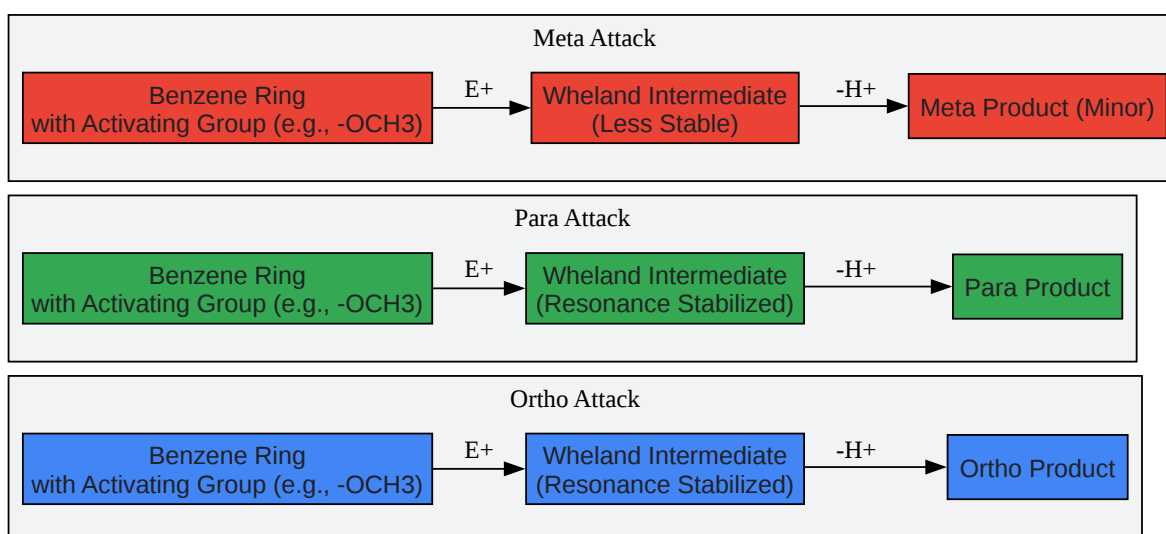 Meta Attack
Benzene Ring
with Activating Group (e.g., -OCH3)
E+
Wheland Intermediate
(Less Stable)
-H+
Meta Product (Minor)
Para Attack
Benzene Ring
with Activating Group (e.g., -OCH3)
E+
Wheland Intermediate
(Resonance Stabilized)
-H+
Para Product
Ortho Attack
Benzene Ring
with Activating Group (e.g., -OCH3)
E+
Wheland Intermediate
(Resonance Stabilized)
-H+
Ortho Product